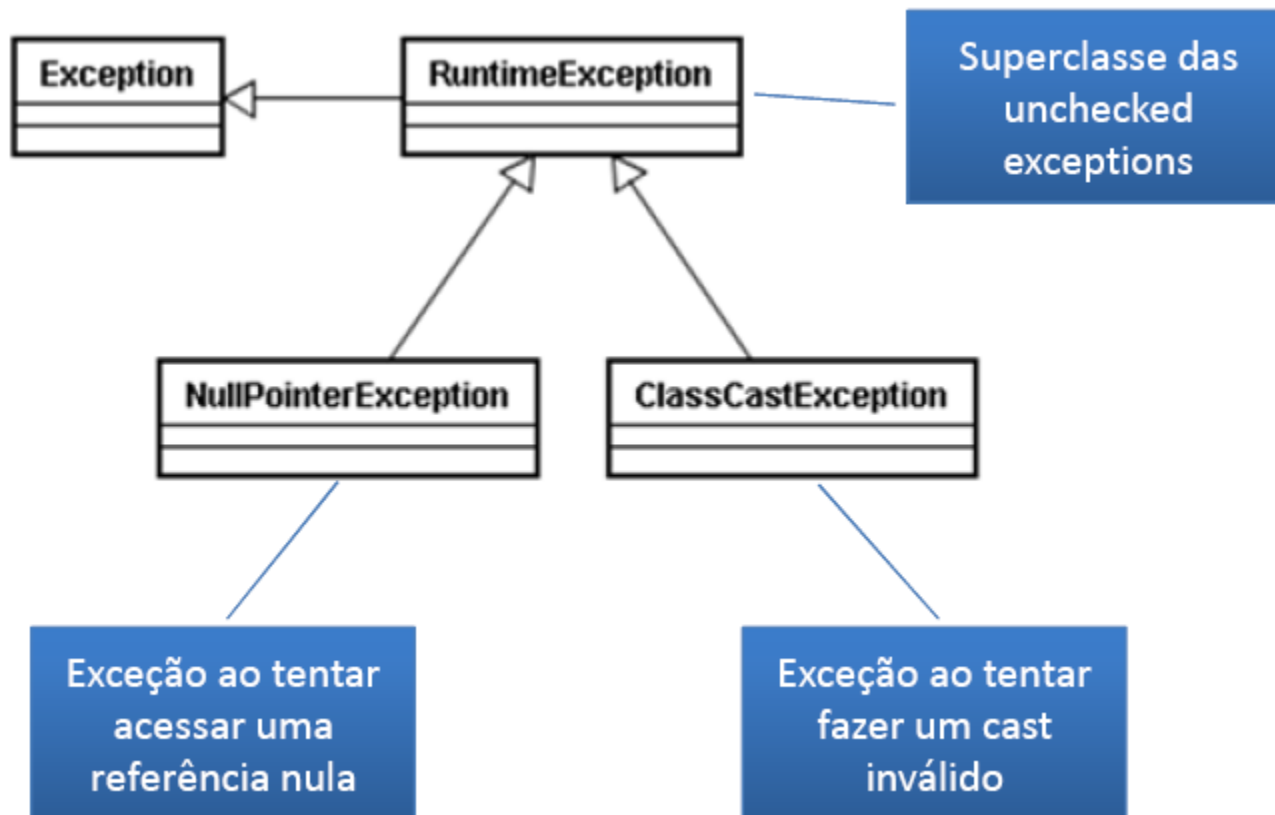 Exception
RuntimeException
Superclasse das
unchecked
exceptions
NullPointerException
ClassCastException
Exceção ao tentar
acessar uma
referência nula
Exceção ao tentar
fazer um cast
inválido